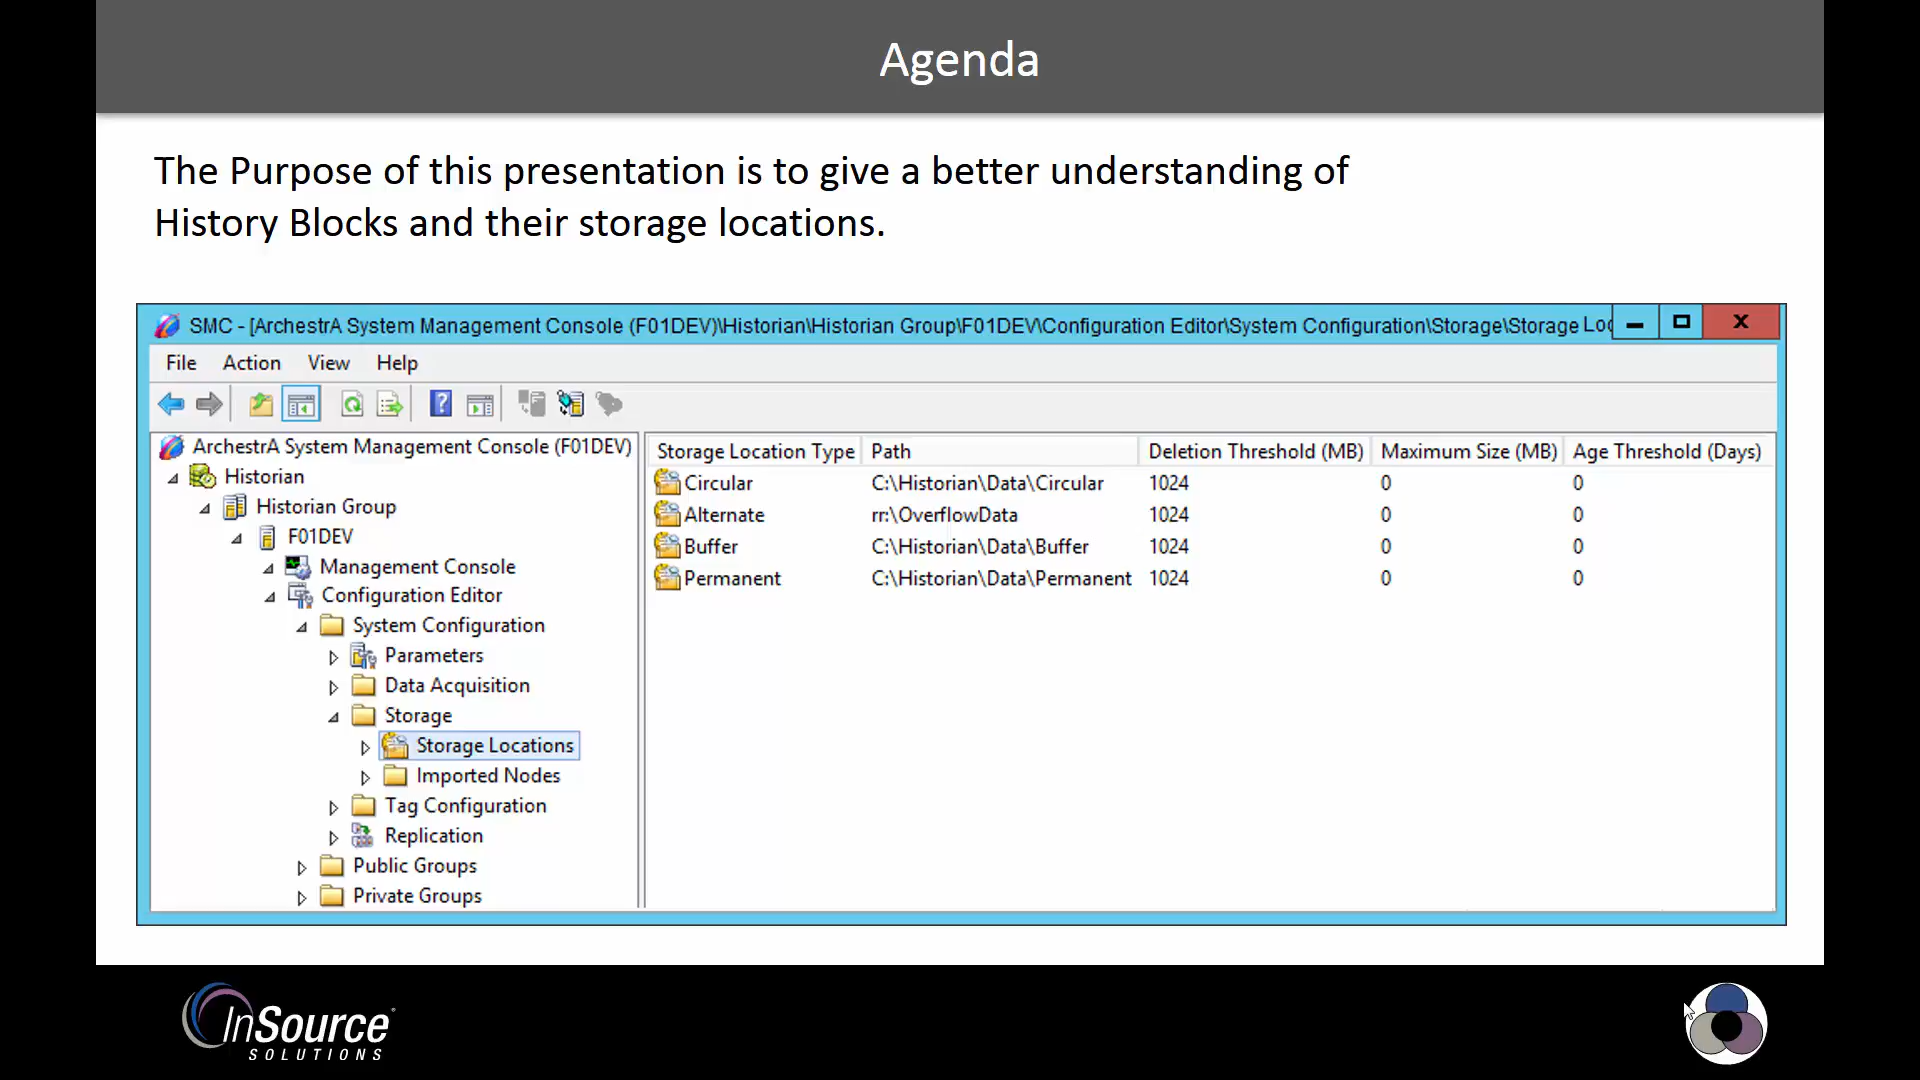 Agenda
The Purpose of this presentation is to give a better understanding of
History Blocks and their storage locations.
SMC - [ArchestrA System Management Console (F01DEV)\Historian\Historian Group\F01DEV\Configuration Editor\System Configuration\Storage\Storage Loc
File Action View Help
ArchestrA System Management Console (F01DEV)
Historian
Historian Group
F01DEV
Management Console
Configuration Editor
System Configuration
Parameters
Data Acquisition
Storage
Storage Locations
Imported Nodes
Tag Configuration
Replication
Public Groups
Private Groups
Storage Location Type Path Deletion Threshold (MB) Maximum Size (MB) Age Threshold (Days)
Circular C:\Historian\Data\Circular 1024 0 0
Alternate rr:\OverflowData 1024 0 0
Buffer C:\Historian\Data\Buffer 1024 0 0
Permanent C:\Historian\Data\Permanent 1024 0 0
InSource
SOLUTIONS